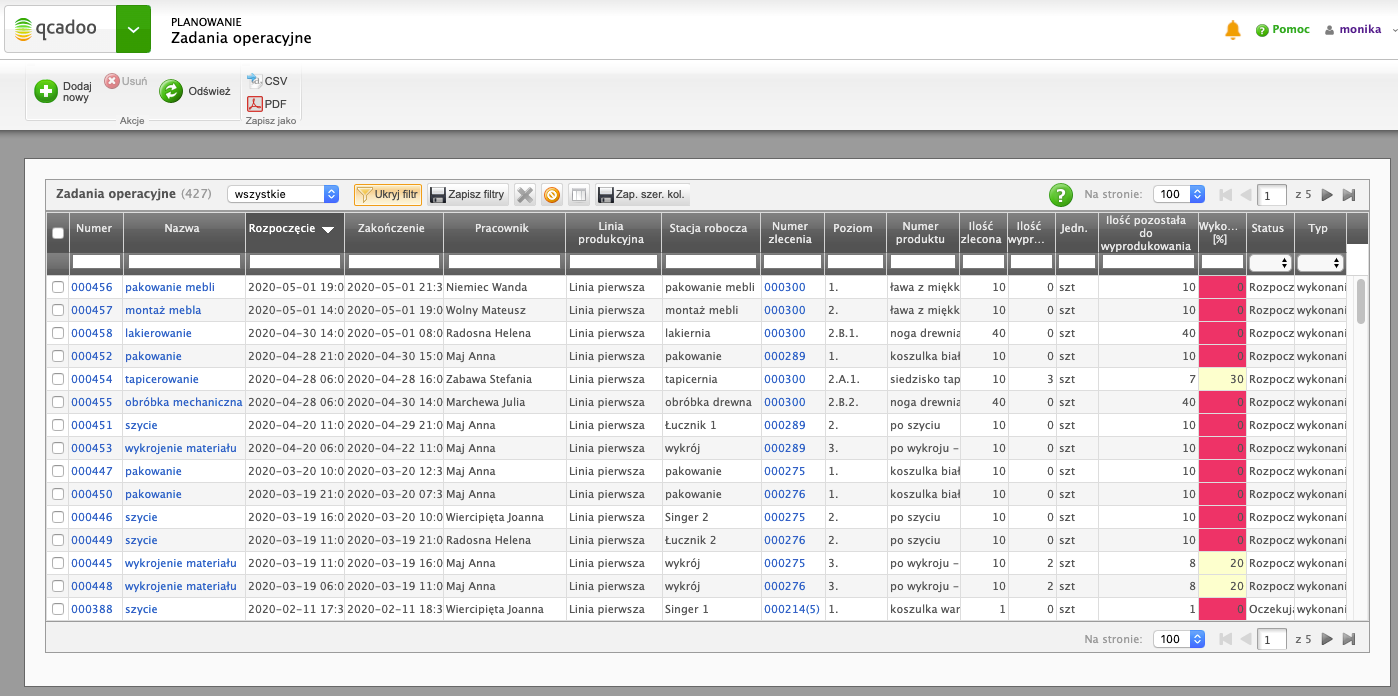 qcadoo
PLANOWANIE
Zadania operacyjne
Pomoc monika
Dodaj nowy
Usuń
Odśwież
CSV
PDF
Akcje
Zapisz jako
Zadania operacyjne (427) wszystkie Ukryj filtr Zapisz filtry Zap. szer. kol. ? Na stronie: 100 1 z 5
Numer Nazwa Rozpoczęcie Zakończenie Pracownik Linia produkcyjna Stacja robocza Numer zlecenia Poziom Numer produktu Ilość zlecona Ilość wypr... Jedn. Ilość pozostała do wyprodukowania Wyko... [%] Status Typ
000456 pakowanie mebli 2020-05-01 19:0 2020-05-01 21:3 Niemiec Wanda Linia pierwsza pakowanie mebli 000300 1. ława z miękk 10 0 szt 10 0 Rozpocz wykonani
000457 montaż mebla 2020-05-01 14:0 2020-05-01 19:0 Wolny Mateusz Linia pierwsza montaż mebli 000300 2. ława z miękk 10 0 szt 10 0 Rozpocz wykonani
000458 lakierowanie 2020-04-30 14:0 2020-05-01 08:0 Radosna Helena Linia pierwsza lakiernia 000300 2.B.1. noga drewnia 40 0 szt 40 0 Rozpocz wykonani
000452 pakowanie 2020-04-28 21:0 2020-04-30 15:0 Maj Anna Linia pierwsza pakowanie 000289 1. koszulka biał 10 0 szt 10 0 Rozpocz wykonani
000454 tapicerowanie 2020-04-28 06:0 2020-04-28 16:0 Zabawa Stefania Linia pierwsza tapicernia 000300 2.A.1. siedzisko tap 10 3 szt 7 30 Rozpocz wykonani
000455 obróbka mechaniczna 2020-04-28 06:0 2020-04-30 14:0 Marchewa Julia Linia pierwsza obróbka drewna 000300 2.B.2. noga drewnia 40 0 szt 40 0 Rozpocz wykonani
000451 szycie 2020-04-20 11:0 2020-04-29 21:0 Maj Anna Linia pierwsza Łucznik 1 000289 2. po szyciu 10 0 szt 10 0 Rozpocz wykonani
000453 wykrojenie materiału 2020-04-20 06:0 2020-04-22 11:0 Maj Anna Linia pierwsza wykrój 000289 3. po wykroju – 10 0 szt 10 0 Rozpocz wykonani
000447 pakowanie 2020-03-20 10:0 2020-03-20 12:3 Maj Anna Linia pierwsza pakowanie 000275 1. koszulka biał 10 0 szt 10 0 Rozpocz wykonani
000450 pakowanie 2020-03-19 21:0 2020-03-20 07:3 Maj Anna Linia pierwsza pakowanie 000276 1. koszulka biał 10 0 szt 10 0 Rozpocz wykonani
000446 szycie 2020-03-19 16:0 2020-03-20 10:0 Wiercipięta Joanna Linia pierwsza Singer 2 000275 2. po szyciu 10 0 szt 10 0 Rozpocz wykonani
000449 szycie 2020-03-19 11:0 2020-03-19 21:0 Radosna Helena Linia pierwsza Łucznik 2 000276 2. po szyciu 10 0 szt 10 0 Rozpocz wykonani
000445 wykrojenie materiału 2020-03-19 11:0 2020-03-19 16:0 Maj Anna Linia pierwsza wykrój 000275 3. po wykroju – 10 2 szt 8 20 Rozpocz wykonani
000448 wykrojenie materiału 2020-03-19 06:0 2020-03-19 11:0 Maj Anna Linia pierwsza wykrój 000276 3. po wykroju – 10 2 szt 8 20 Rozpocz wykonani
000388 szycie 2020-02-11 17:3 2020-02-11 18:3 Wiercipięta Joanna Linia pierwsza Singer 1 000214(5) 1. koszulka war 1 0 szt 1 0 Oczekuja wykonani
Na stronie: 100 1 z 5